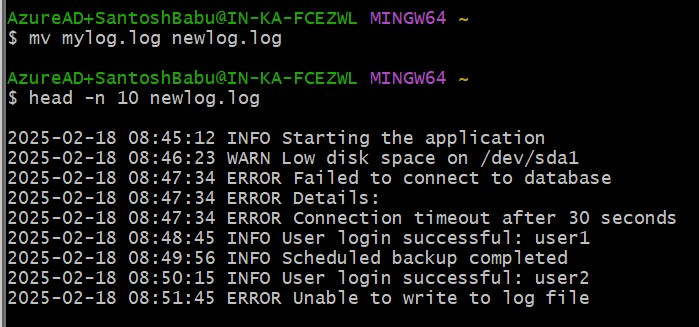 AzureAD+SantoshBabu@IN-KA-FCEZWL MINGW64 ~
$ mv mylog.log newlog.log
AzureAD+SantoshBabu@IN-KA-FCEZWL MINGW64 ~
$ head -n 10 newlog.log
2025-02-18 08:45:12 INFO Starting the application
2025-02-18 08:46:23 WARN Low disk space on /dev/sda1
2025-02-18 08:47:34 ERROR Failed to connect to database
2025-02-18 08:47:34 ERROR Details:
2025-02-18 08:47:34 ERROR Connection timeout after 30 seconds
2025-02-18 08:48:45 INFO User login successful: user1
2025-02-18 08:49:56 INFO Scheduled backup completed
2025-02-18 08:50:15 INFO User login successful: user2
2025-02-18 08:51:45 ERROR Unable to write to log file